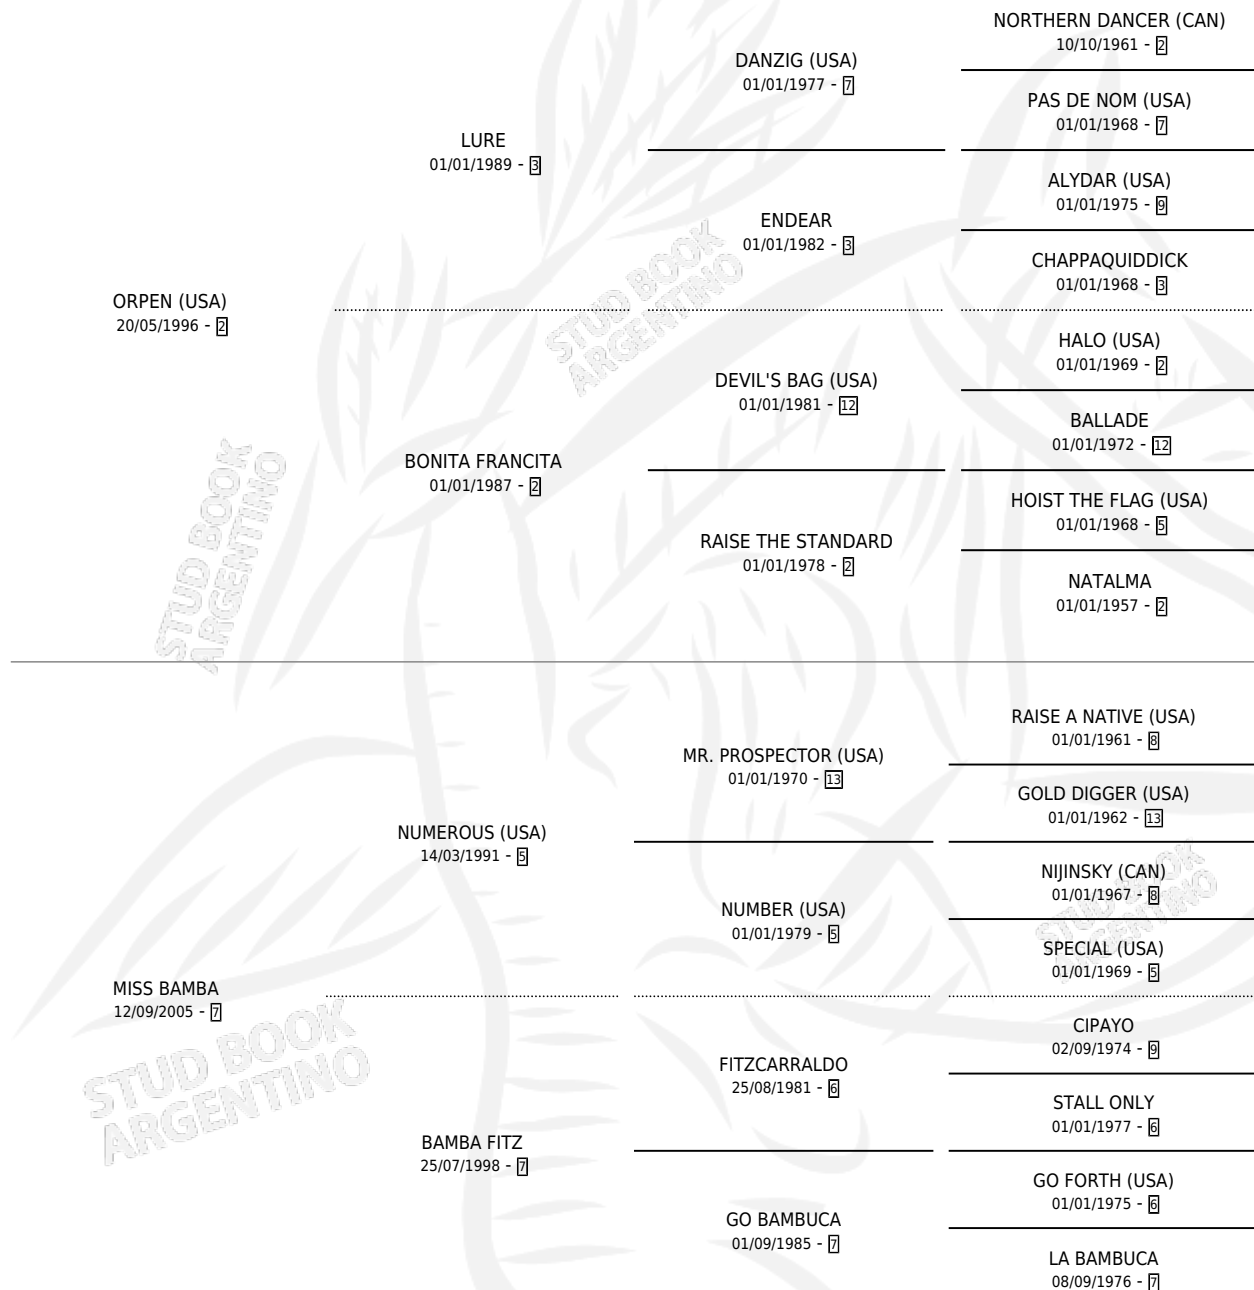 NORTHERN DANCER (CAN)
10/10/1961 - 2
DANZIG (USA)
01/01/1977 - 7
PAS DE NOM (USA)
01/01/1968 - 7
LURE
01/01/1989 - 3
ALYDAR (USA)
01/01/1975 - 9
ENDEAR
01/01/1982 - 3
CHAPPAQUIDDICK
01/01/1968 - 3
ORPEN (USA)
20/05/1996 - 2
HALO (USA)
01/01/1969 - 2
DEVIL'S BAG (USA)
01/01/1981 - 12
BALLADE
01/01/1972 - 12
BONITA FRANCITA
01/01/1987 - 2
HOIST THE FLAG (USA)
01/01/1968 - 5
RAISE THE STANDARD
01/01/1978 - 2
NATALMA
01/01/1957 - 2
RAISE A NATIVE (USA)
01/01/1961 - 8
MR. PROSPECTOR (USA)
01/01/1970 - 13
GOLD DIGGER (USA)
01/01/1962 - 13
NUMEROUS (USA)
14/03/1991 - 5
NIJINSKY (CAN)
01/01/1967 - 8
NUMBER (USA)
01/01/1979 - 5
SPECIAL (USA)
01/01/1969 - 5
MISS BAMBA
12/09/2005 - 7
CIPAYO
02/09/1974 - 9
FITZCARRALDO
25/08/1981 - 6
STALL ONLY
01/01/1977 - 6
BAMBA FITZ
25/07/1998 - 7
GO FORTH (USA)
01/01/1975 - 6
GO BAMBUCA
01/09/1985 - 7
LA BAMBUCA
08/09/1976 - 7
STUD BOOK
ARGENTINO
STUD BOOK
ARGENTINO
STUD BOOK
ARGENTINO
STUD BOOK
ARGENTINO